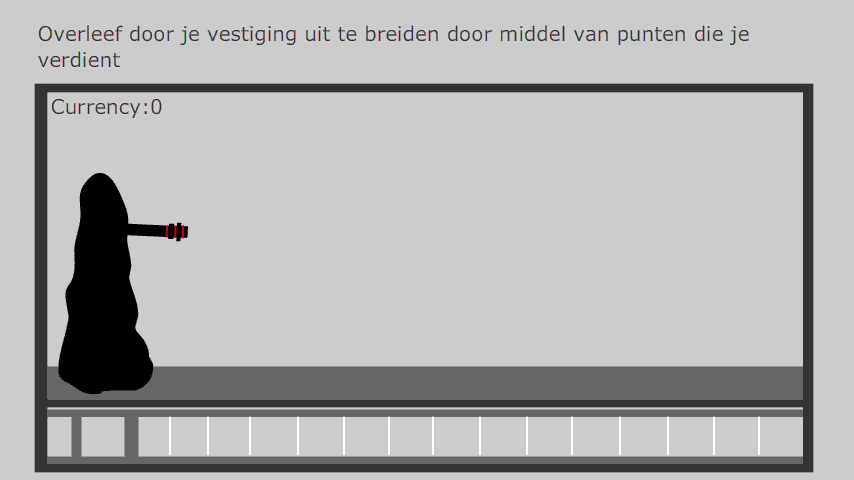 Overleef door je vestiging uit te breiden door middel van punten die je
verdient
Currency:0